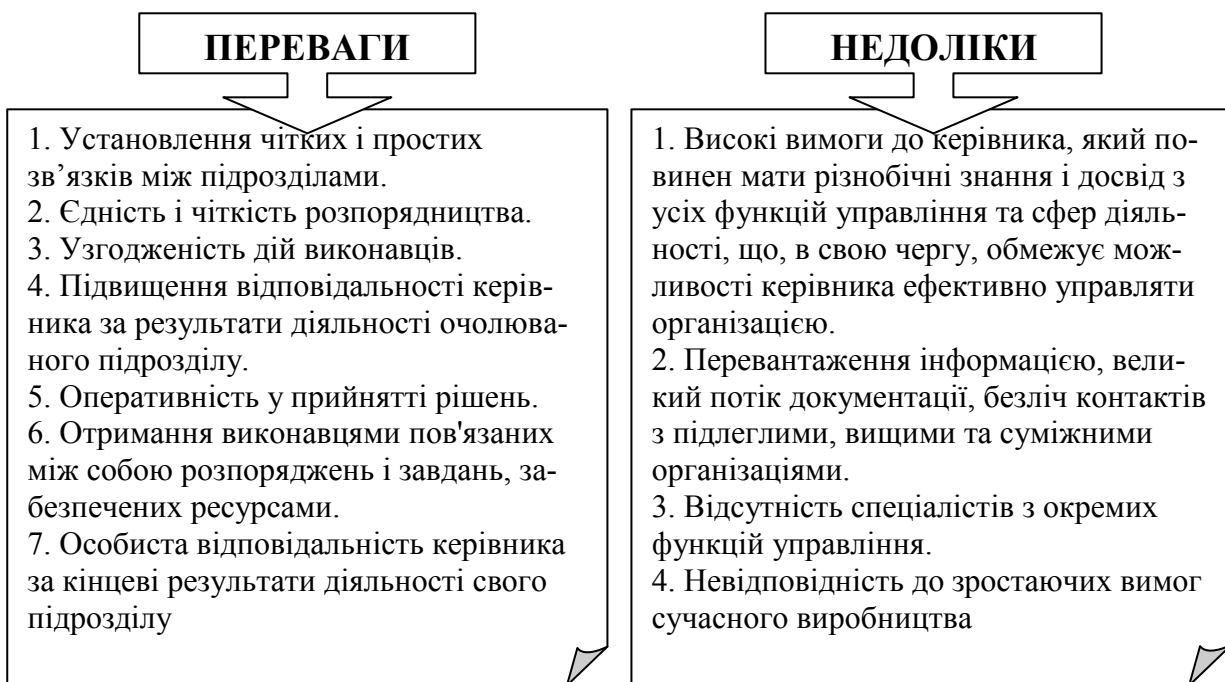 ПЕРЕВАГИ
1. Установлення чітких і простих
зв’язків між підрозділами.
2. Єдність і чіткість розпорядництва.
3. Узгодженість дій виконавців.
4. Підвищення відповідальності керів-
ника за результати діяльності очолюва-
ного підрозділу.
5. Оперативність у прийнятті рішень.
6. Отримання виконавцями пов'язаних
між собою розпоряджень і завдань, за-
безпечених ресурсами.
7. Особиста відповідальність керівника
за кінцеві результати діяльності свого
підрозділу
НЕДОЛІКИ
1. Високі вимоги до керівника, який по-
винен мати різнобічні знання і досвід з
усіх функцій управління та сфер діяль-
ності, що, в свою чергу, обмежує мож-
ливості керівника ефективно управляти
організацією.
2. Перевантаження інформацією, вели-
кий потік документації, безліч контактів
з підлеглими, вищими та суміжними
організаціями.
3. Відсутність спеціалістів з окремих
функцій управління.
4. Невідповідність до зростаючих вимог
сучасного виробництва